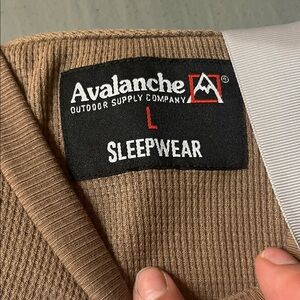 Avalanche®
OUTDOOR SUPPLY COMPANY
L
SLEEPWEAR